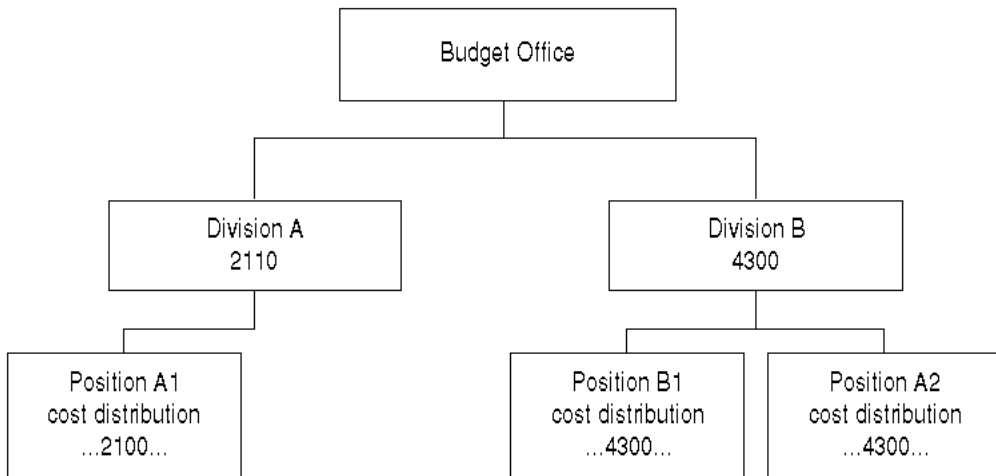 Budget Office
Division A
2110
Division B
4300
Position A1
cost distribution
...2100...
Position B1
cost distribution
...4300...
Position A2
cost distribution
...4300...